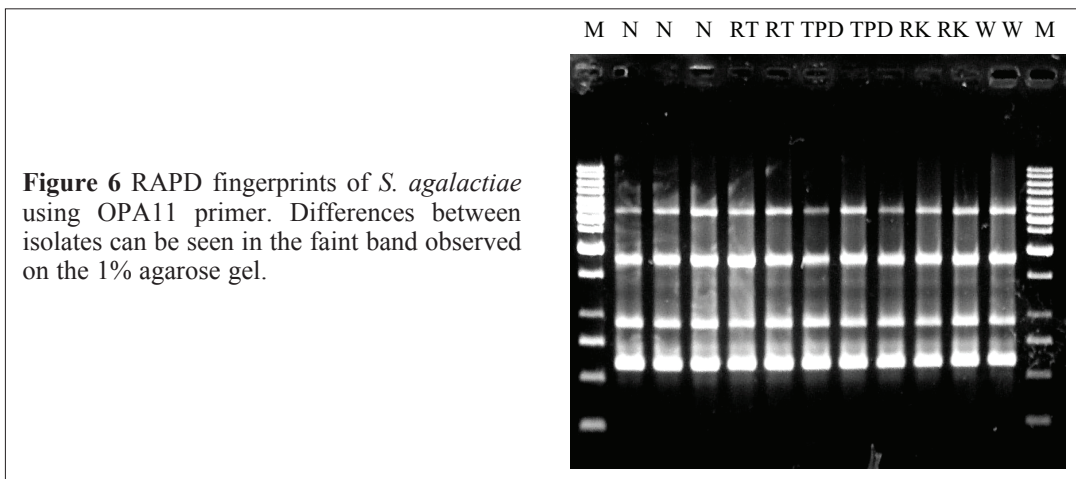 M N N N RT RT TPD TPD RK RK W W M
Figure 6 RAPD fingerprints of S. agalactiae
using OPA11 primer. Differences between
isolates can be seen in the faint band observed
on the 1% agarose gel.